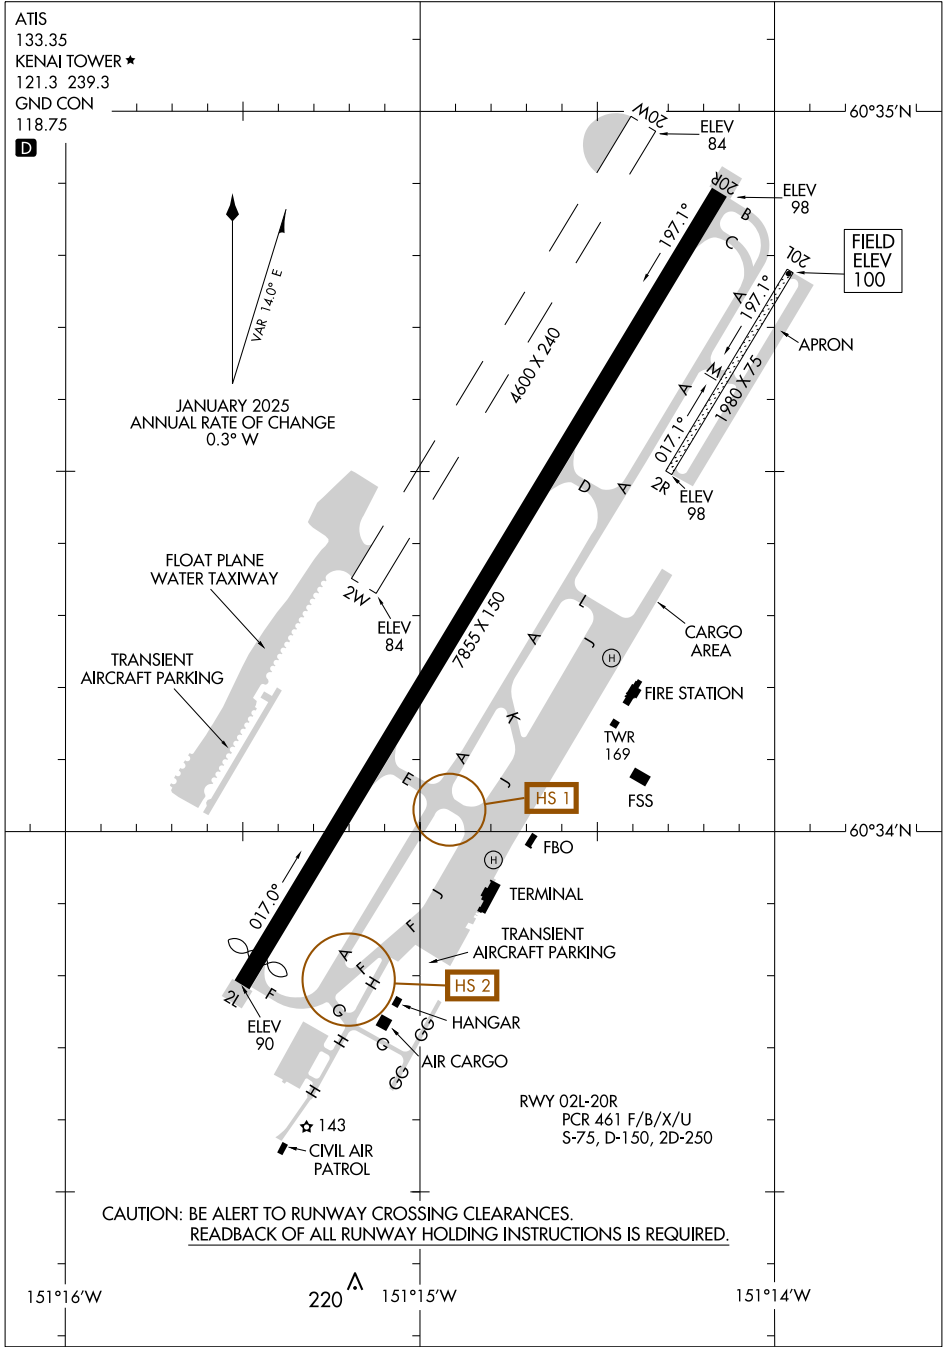 ATIS
133.35
KENAI TOWER ★
121.3 239.3
GND CON
118.75
D
60°35'N
20W
ELEV
84
20R
ELEV
98
B
C
197.1°
FIELD
ELEV
100
20L
VAR 14.0° E
A
197.1°
APRON
4600 X 240
W
A
1980 X 75
JANUARY 2025
ANNUAL RATE OF CHANGE
0.3° W
017.1°
D
A
2R
ELEV
98
FLOAT PLANE
WATER TAXIWAY
2W
ELEV
84
7855 X 150
L
A
J
CARGO
AREA
H
TRANSIENT
AIRCRAFT PARKING
FIRE STATION
K
TWR
169
A
E
J
HS 1
FSS
60°34'N
FBO
H
017.0°
J
TERMINAL
F
TRANSIENT
AIRCRAFT PARKING
A
F
H
HS 2
2L
F
G
HANGAR
ELEV
90
H
G
GG
AIR CARGO
GG
H
RWY 02L-20R
PCR 461 F/B/X/U
S-75, D-150, 2D-250
143
CIVIL AIR
PATROL
CAUTION: BE ALERT TO RUNWAY CROSSING CLEARANCES.
READBACK OF ALL RUNWAY HOLDING INSTRUCTIONS IS REQUIRED.
220
151°16'W
151°15'W
151°14'W